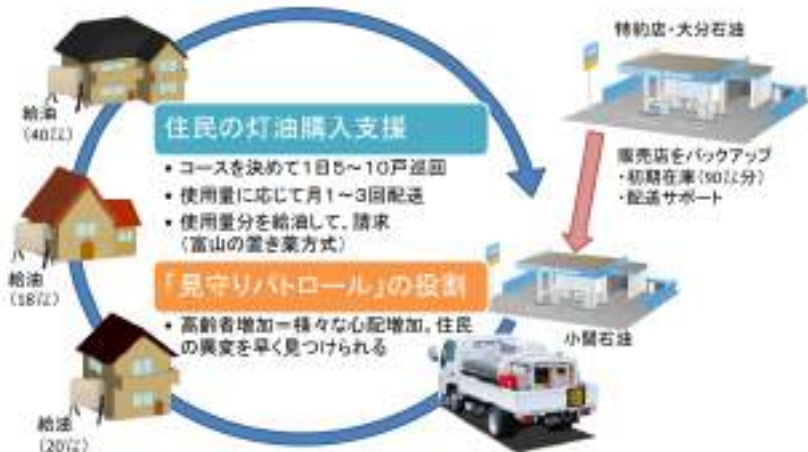 特約店・大分石油
給油
(40㍑)
住民の灯油購入支援
• コースを決めて1日5～10戸巡回
• 使用量に応じて月1～3回配送
• 使用量分を給油して、請求
(富山の置き薬方式)
販売店をバックアップ
・初期在庫(90㍑分)
・配送サポート
給油
(18㍑)
「見守りパトロール」の役割
• 高齢者増加＝様々な心配増加。住民
の異変を早く見つけられる
小関石油
給油
(20㍑)